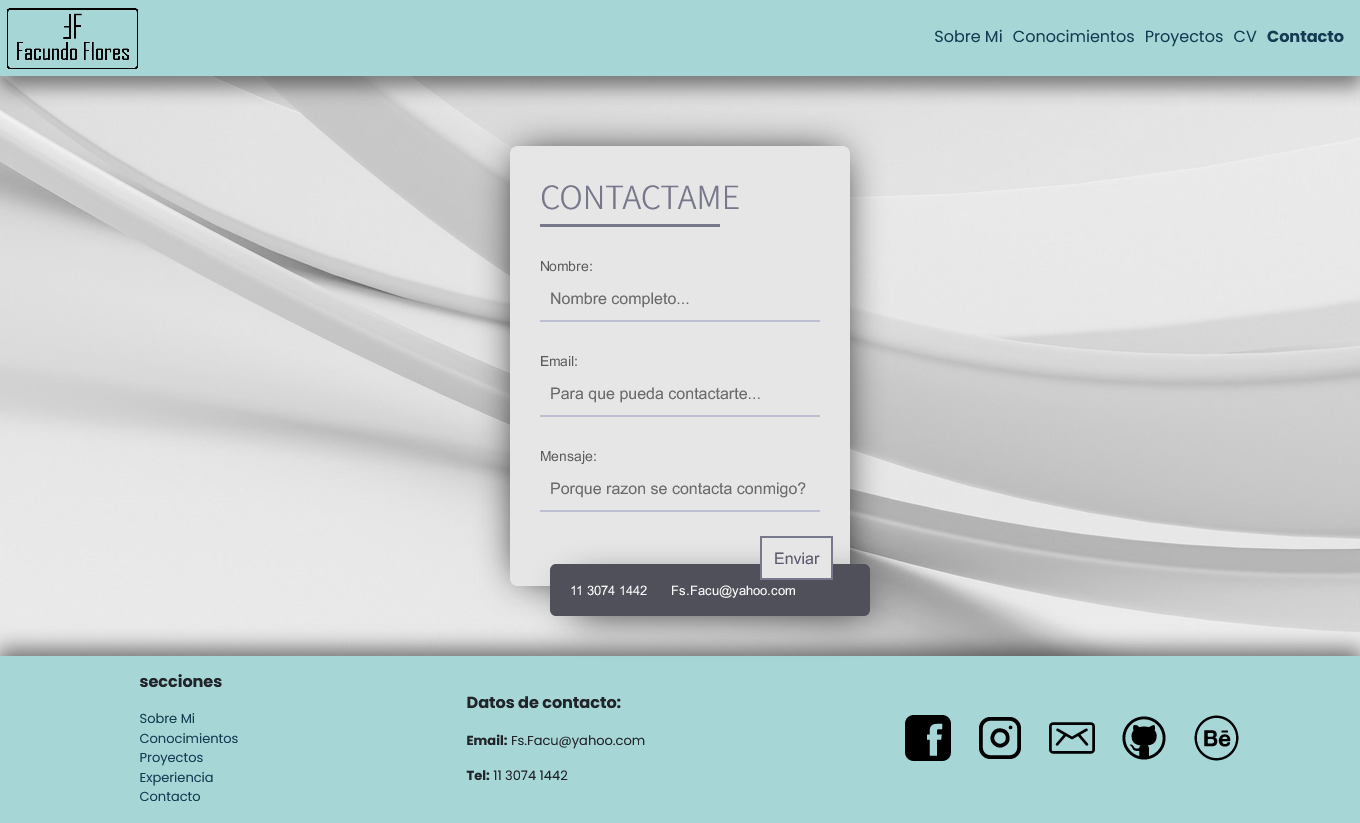 Facundo Flores
Sobre Mi Conocimientos Proyectos CV Contacto
CONTACTAME
Nombre:
Nombre completo...
Email:
Para que pueda contactarte...
Mensaje:
Porque razon se contacta conmigo?
Enviar
11 3074 1442 Fs.Facu@yahoo.com
secciones
Sobre Mi
Conocimientos
Proyectos
Experiencia
Contacto
Datos de contacto:
Email: Fs.Facu@yahoo.com
Tel: 11 3074 1442
f
Bē